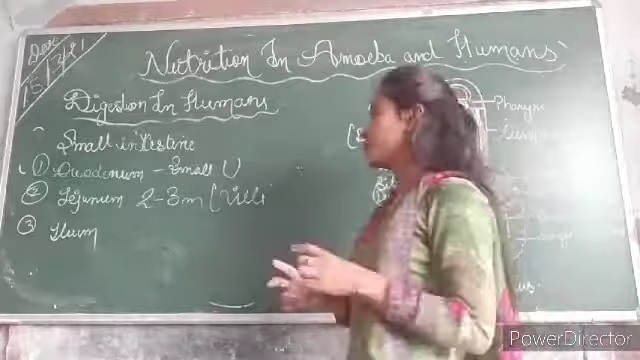 Date
15/3/21
Nutrition In Amoeba and Humans
Digestion In Humans
Small intestine
① Duodenum - Small U
② Jejunum 2-3m (Villi
③ Ileum
Pharynx
PowerDirector